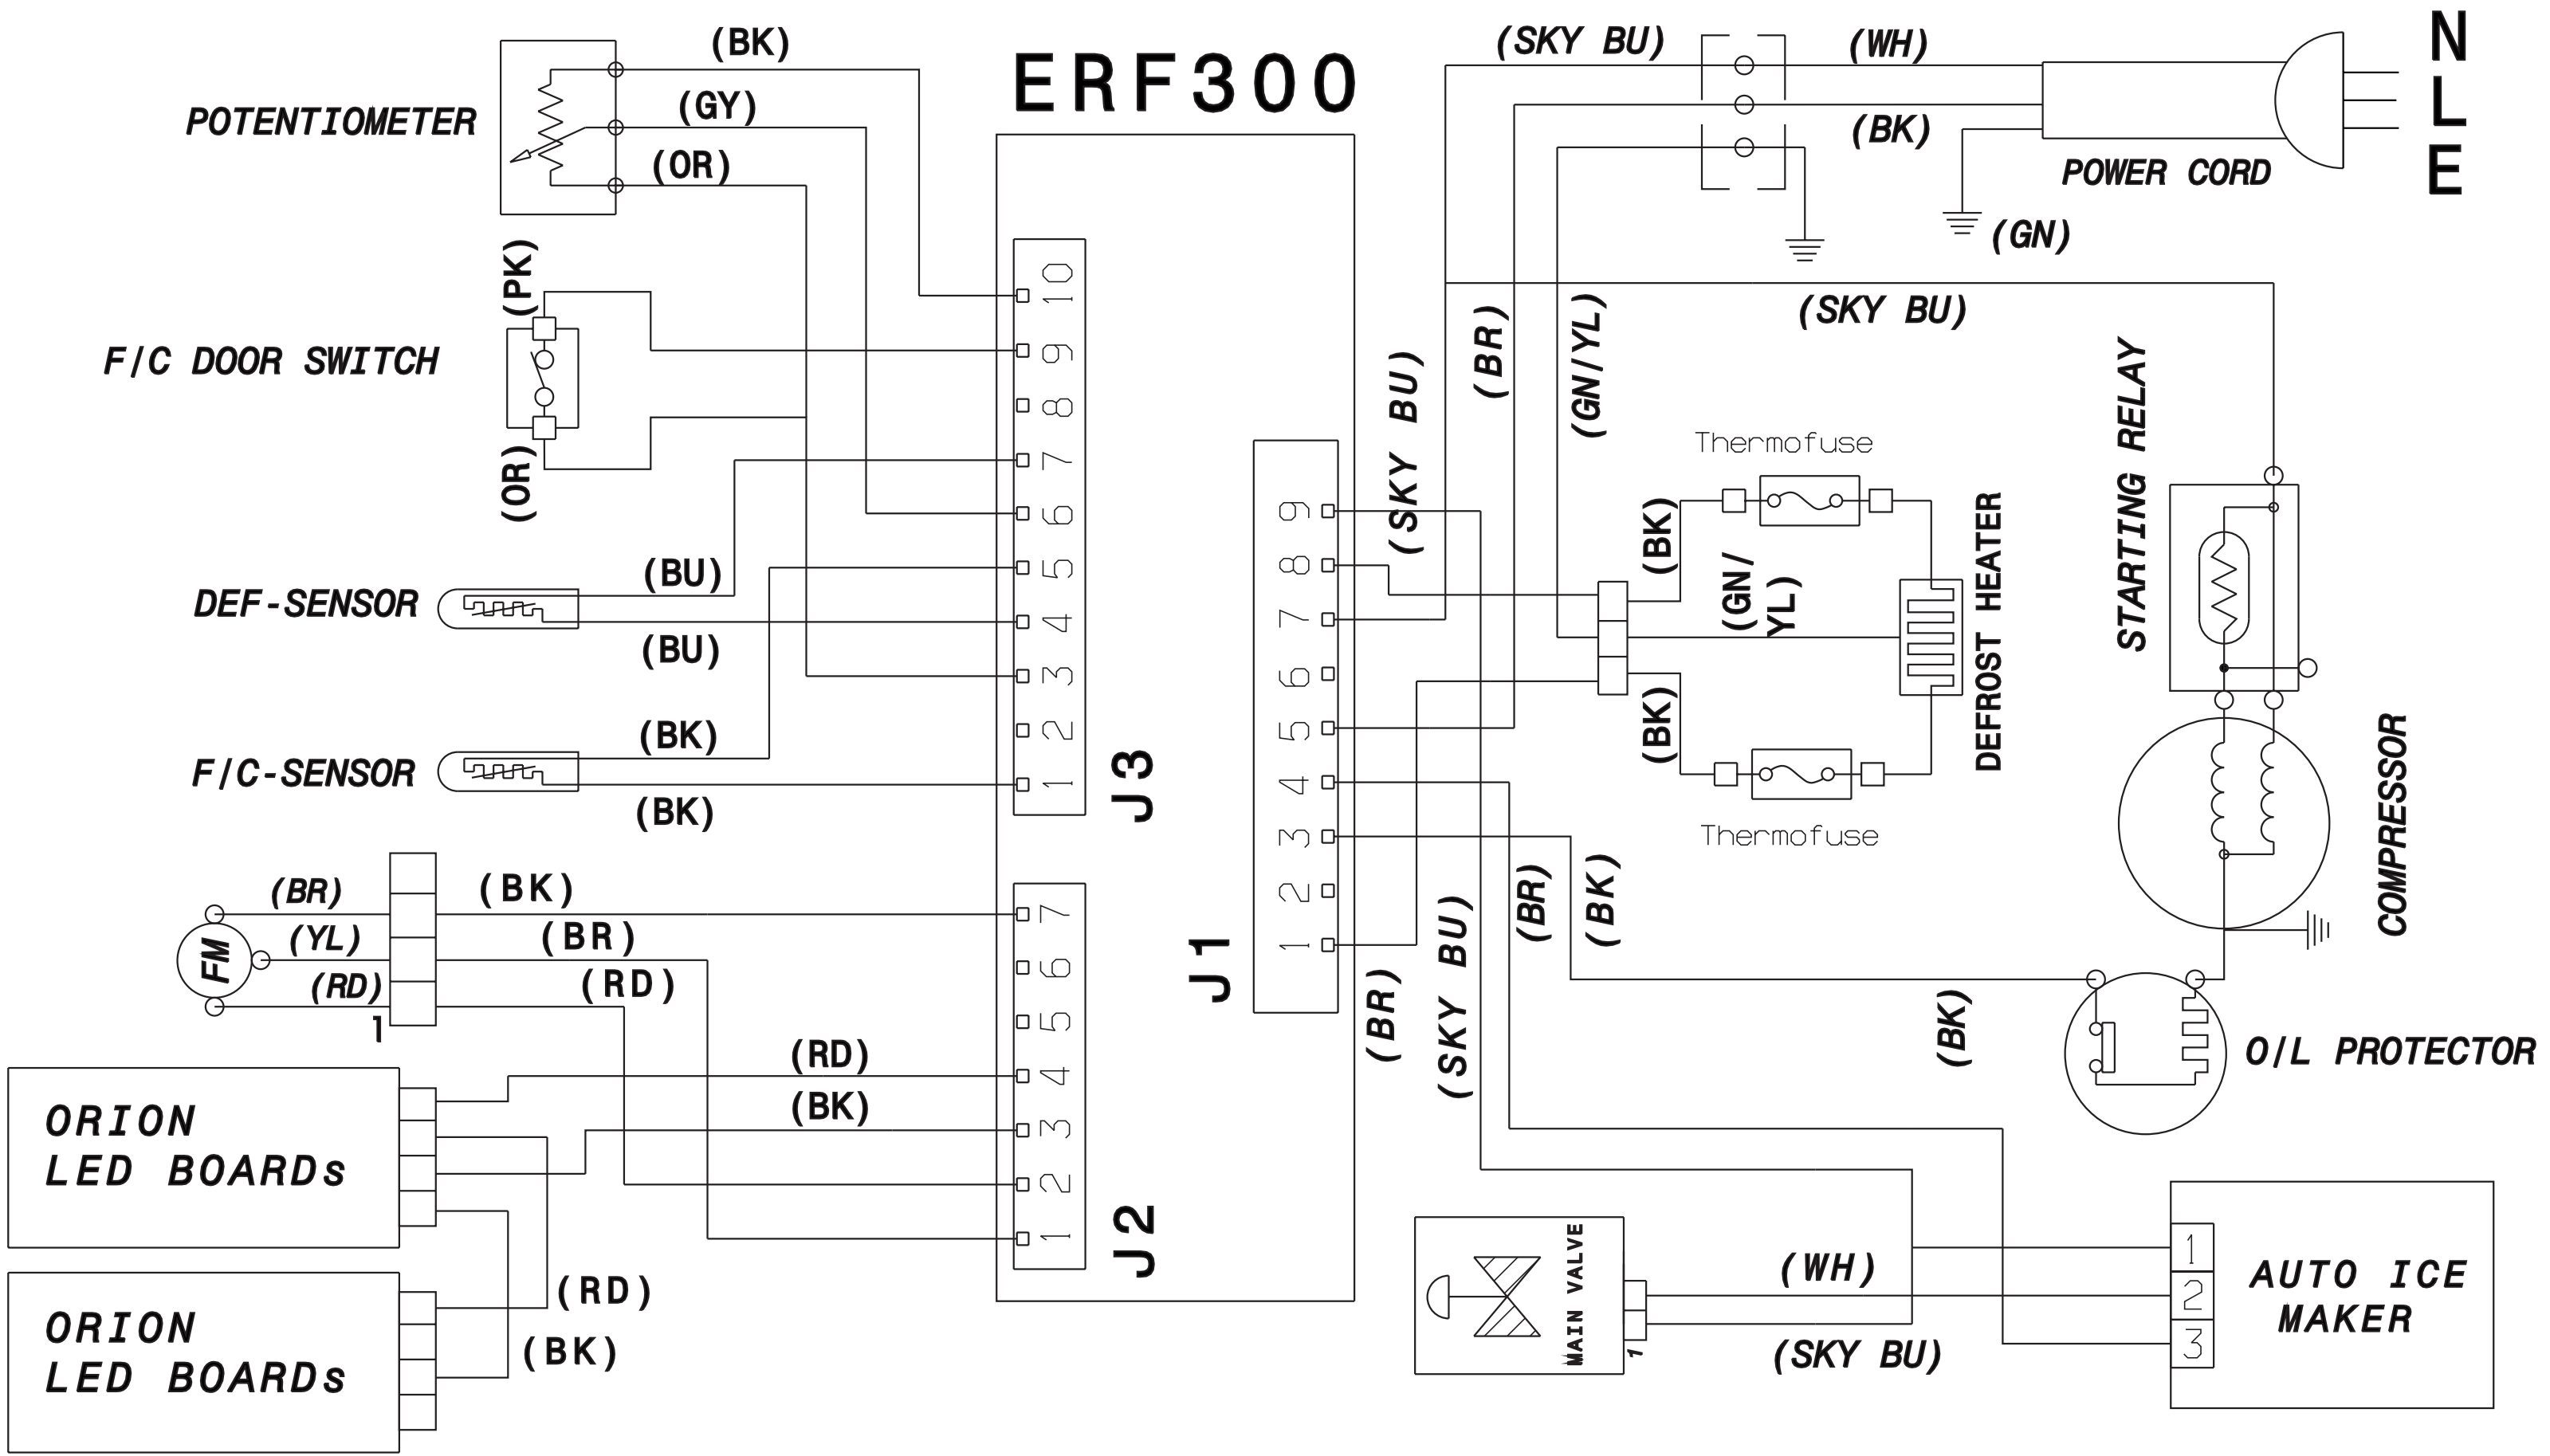 (BK)
ERF300
(SKY BU)
(WH)
N
L
E
POTENTIOMETER
(GY)
(OR)
(BK)
POWER CORD
(GN)
(PK)
F/C DOOR SWITCH
(OR)
(SKY BU)
(BR)
(GN/YL)
(SKY BU)
STARTING RELAY
10
9
8
7
6
5
4
3
2
1
J3
Thermofuse
(BK)
(GN/
YL)
DEFROST HEATER
(BK)
Thermofuse
DEF-SENSOR
(BU)
(BU)
F/C-SENSOR
(BK)
(BK)
9
8
7
6
5
4
3
2
1
J1
COMPRESSOR
FM
(BR)
(YL)
(RD)
1
(BK)
(BR)
(RD)
(RD)
(BK)
7
6
5
4
3
2
1
J2
(BR)
(SKY BU)
(BR)
(BK)
(BK)
O/L PROTECTOR
ORION
LED BOARDs
(RD)
(BK)
ORION
LED BOARDs
MAIN VALVE
1
(WH)
(SKY BU)
1
2
3
AUTO ICE
MAKER